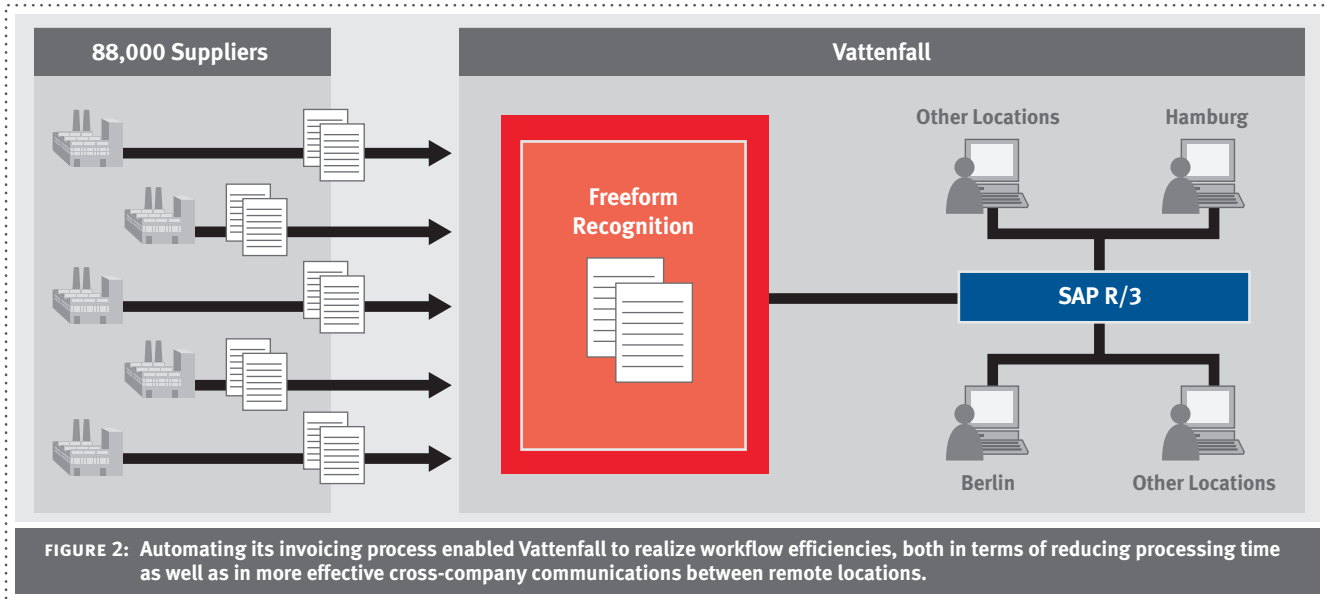 88,000 Suppliers
Vattenfall
Other Locations
Hamburg
Freeform
Recognition
SAP R/3
Berlin
Other Locations
FIGURE 2: Automating its invoicing process enabled Vattenfall to realize workflow efficiencies, both in terms of reducing processing time
as well as in more effective cross-company communications between remote locations.